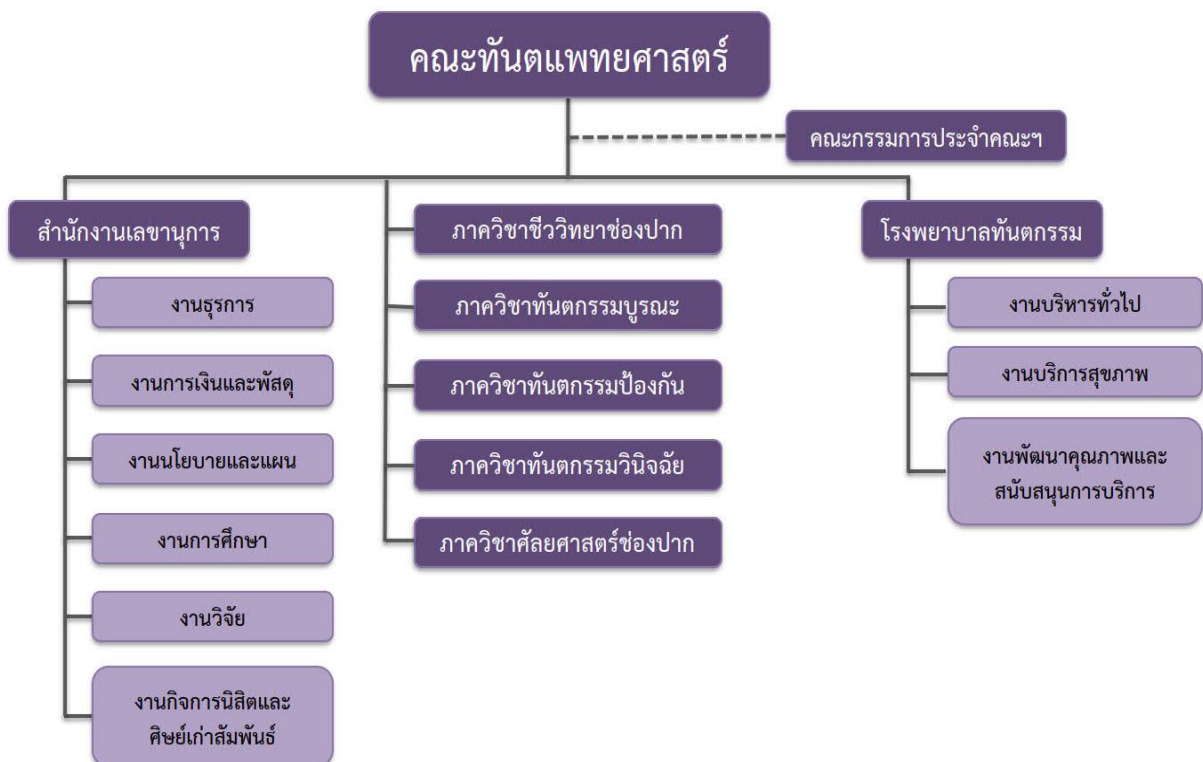 คณะทันตแพทยศาสตร์
คณะกรรมการประจำคณะฯ
สำนักงานเลขานุการ
งานธุรการ
งานการเงินและพัสดุ
งานนโยบายและแผน
งานการศึกษา
งานวิจัย
งานกิจการนิสิตและ
ศิษย์เก่าสัมพันธ์
ภาควิชาชีววิทยาช่องปาก
ภาควิชาทันตกรรมบูรณะ
ภาควิชาทันตกรรมป้องกัน
ภาควิชาทันตกรรมวินิจฉัย
ภาควิชาศัลยศาสตร์ช่องปาก
โรงพยาบาลทันตกรรม
งานบริหารทั่วไป
งานบริการสุขภาพ
งานพัฒนาคุณภาพและ
สนับสนุนการบริการ